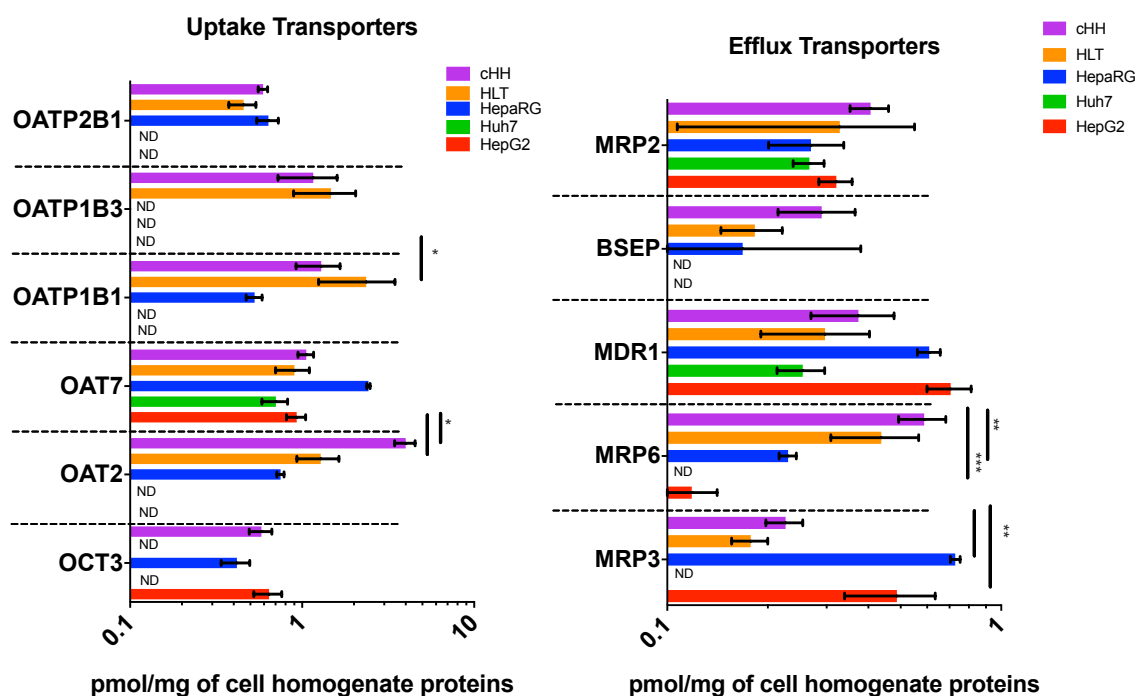 Uptake Transporters
cHH
HLT
HepaRG
Huh7
HepG2
OATP2B1
ND
ND
OATP1B3
ND
ND
ND
*
OATP1B1
ND
ND
OAT7
*
OAT2
ND
ND
OCT3
ND
ND
0.1
1
10
pmol/mg of cell homogenate proteins
Efflux Transporters
cHH
HLT
HepaRG
Huh7
HepG2
MRP2
BSEP
ND
ND
MDR1
MRP6
ND
**
***
MRP3
ND
**
0.1
1
pmol/mg of cell homogenate proteins